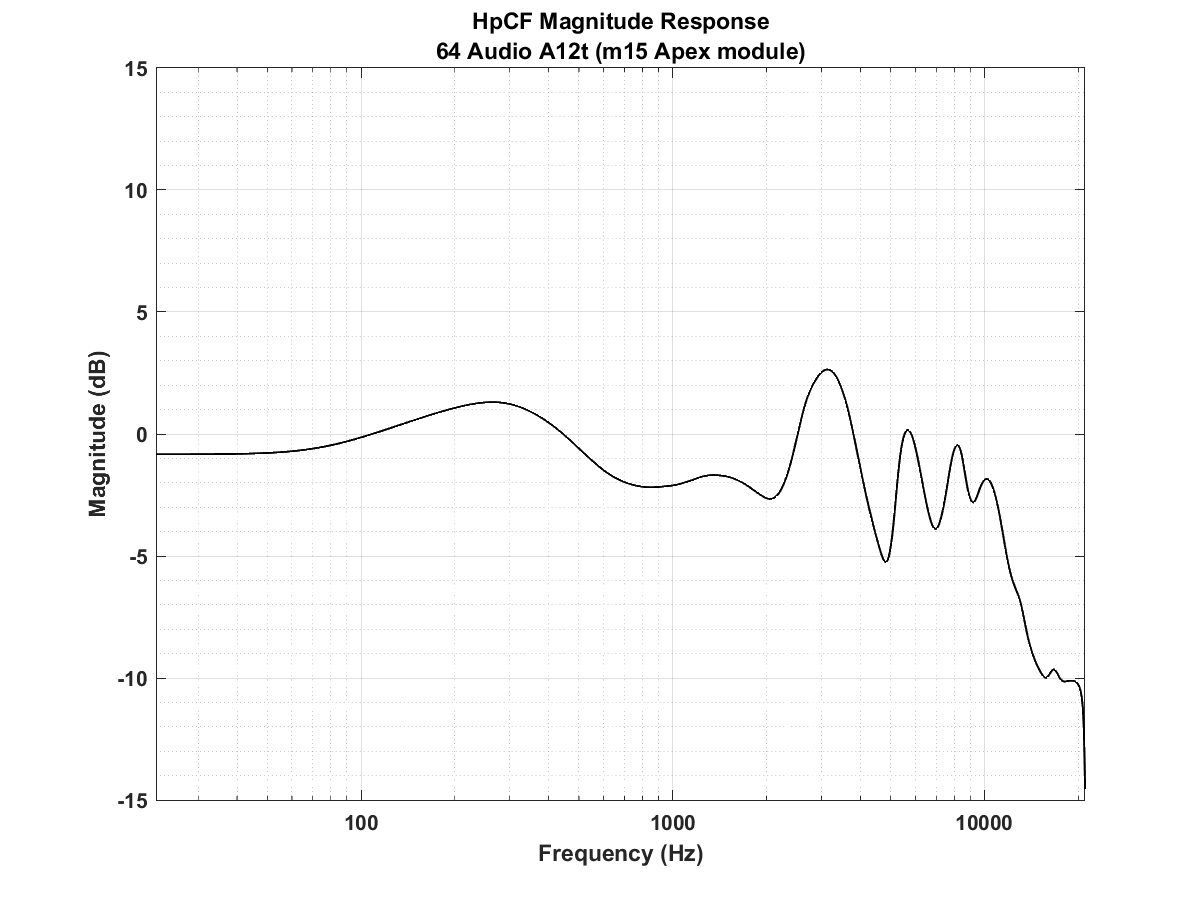 HpCF Magnitude Response
64 Audio A12t (m15 Apex module)
15
10
5
0
-5
-10
-15
Magnitude (dB)
100 1000 10000
Frequency (Hz)